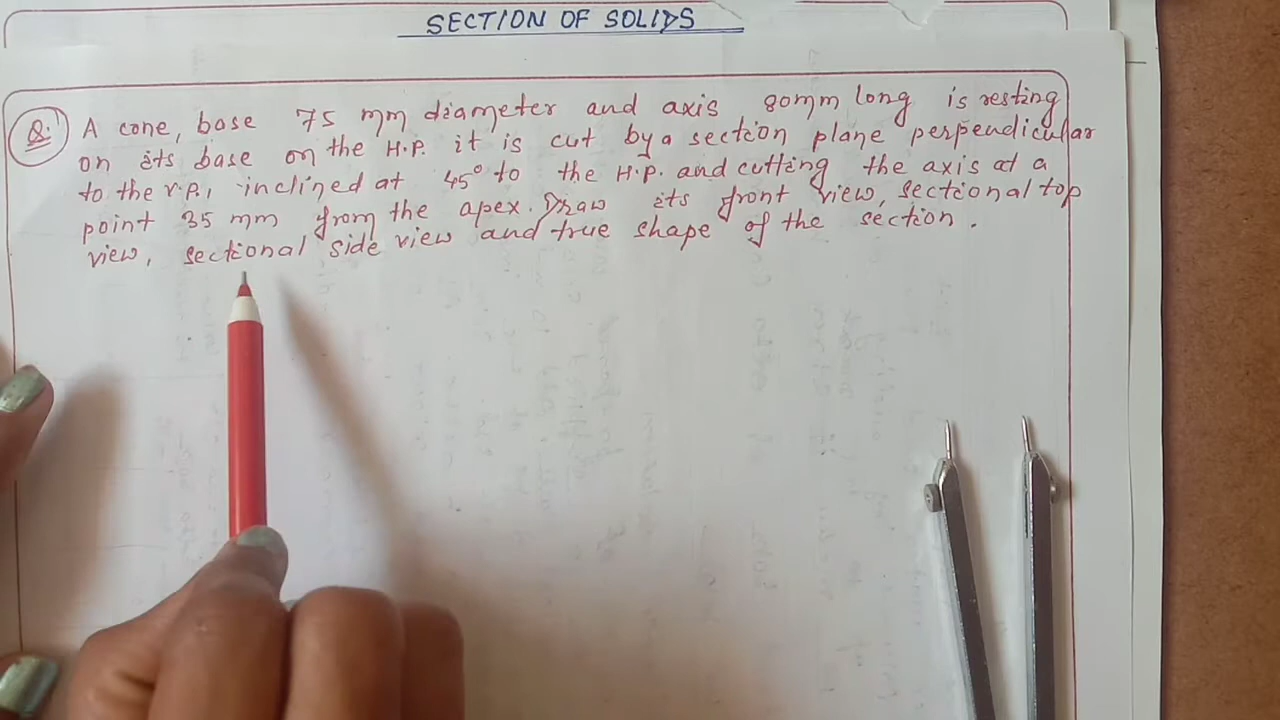 SECTION OF SOLIDS
Q. A cone, base 75 mm diameter and axis 80mm long is resting
on its base on the H.P. it is cut by a section plane perpendicular
to the V.P., inclined at 45° to the H.P. and cutting the axis at a
point 35 mm from the apex. Draw its front view, sectional top
view, sectional side view and true shape of the section.